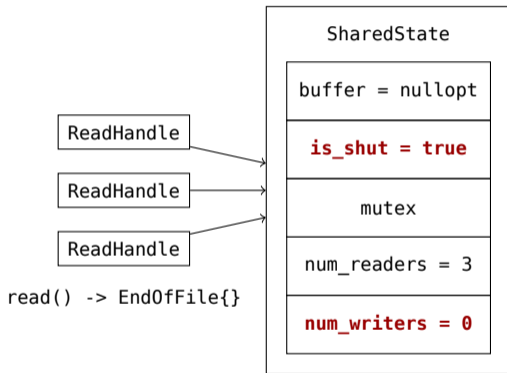 SharedState
buffer = nullopt
ReadHandle
is_shut = true
ReadHandle
mutex
ReadHandle
num_readers = 3
read() -> EndOfFile{}
num_writers = 0